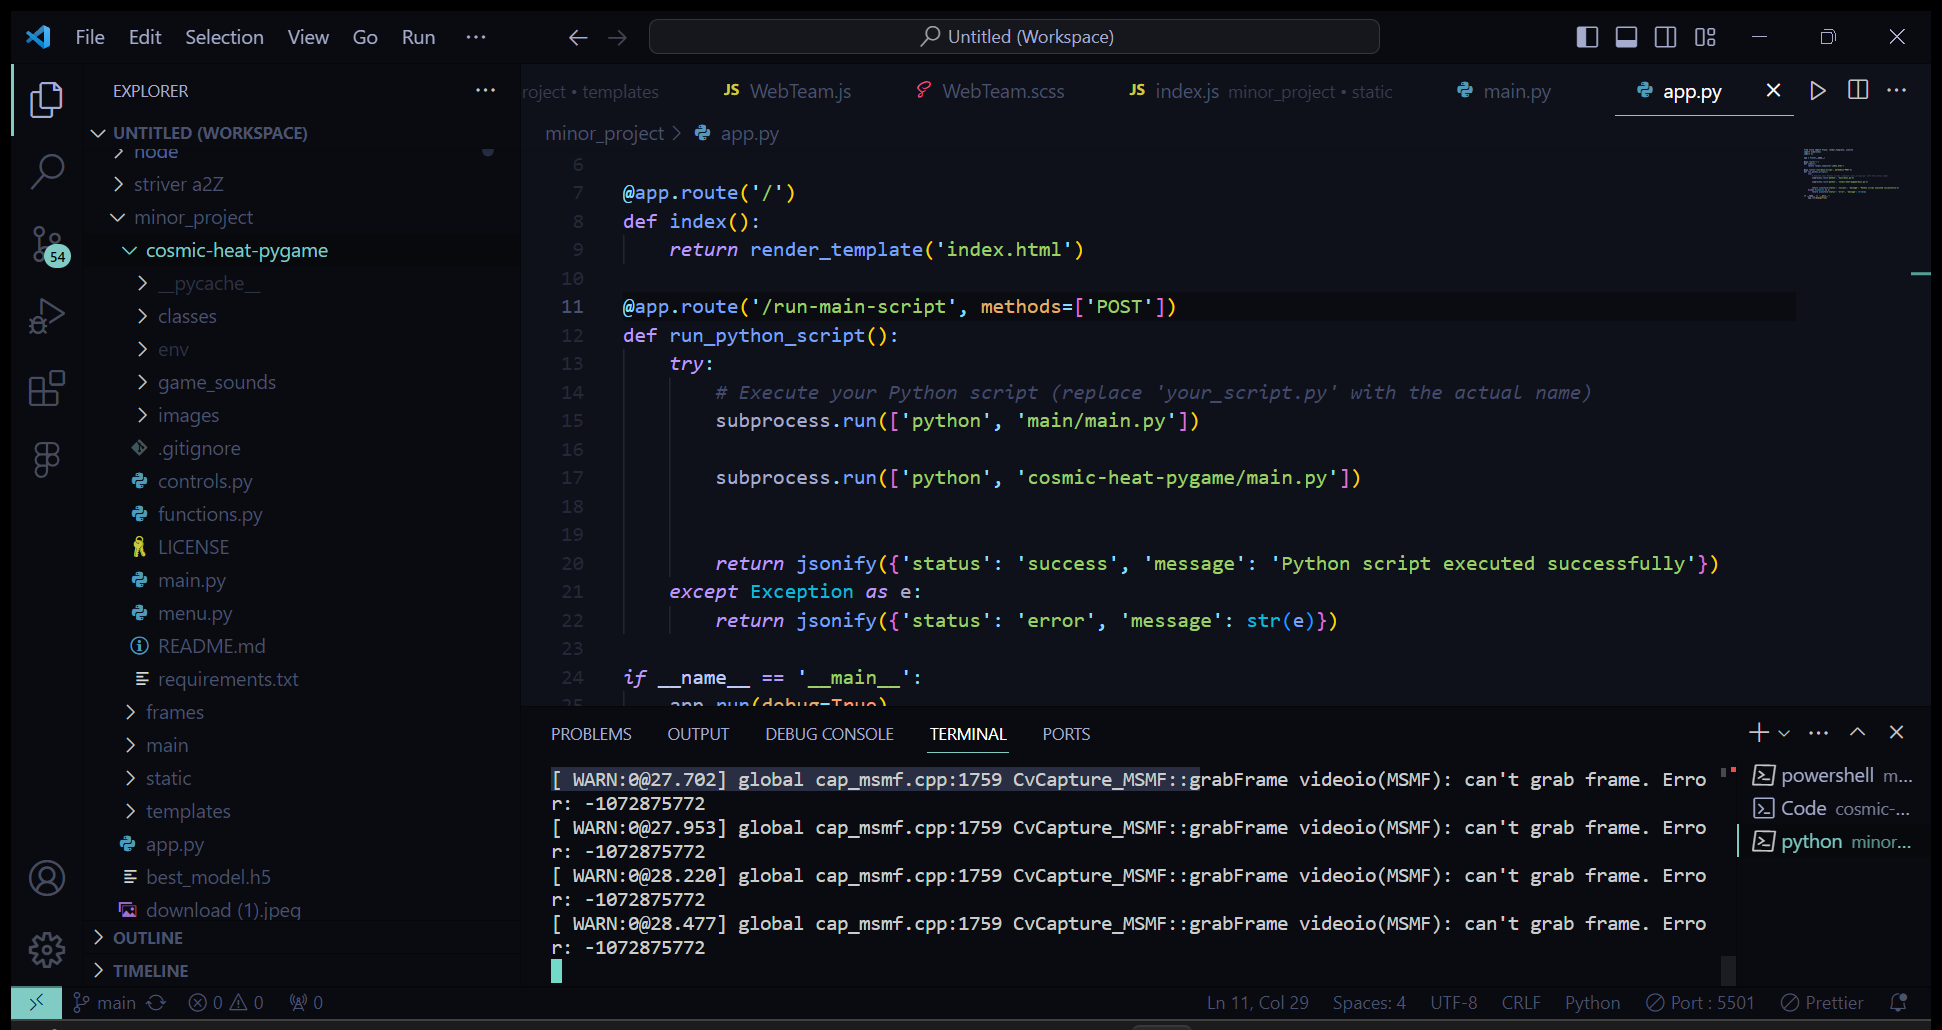 File Edit Selection View Go Run ···
Untitled (Workspace)
EXPLORER
UNTITLED (WORKSPACE)
node
striver a2Z
minor_project
cosmic-heat-pygame
__pycache__
classes
env
game_sounds
images
.gitignore
controls.py
functions.py
LICENSE
main.py
menu.py
README.md
requirements.txt
frames
main
static
templates
app.py
best_model.h5
download (1).jpeg
OUTLINE
TIMELINE
54
roject • templates
JS WebTeam.js
WebTeam.scss
JS index.js minor_project • static
main.py
app.py
minor_project > app.py
6
7 @app.route('/')
8 def index():
9 return render_template('index.html')
10
11 @app.route('/run-main-script', methods=['POST'])
12 def run_python_script():
13 try:
14 # Execute your Python script (replace 'your_script.py' with the actual name)
15 subprocess.run(['python', 'main/main.py'])
16
17 subprocess.run(['python', 'cosmic-heat-pygame/main.py'])
18
19
20 return jsonify({'status': 'success', 'message': 'Python script executed successfully'})
21 except Exception as e:
22 return jsonify({'status': 'error', 'message': str(e)})
23
24 if __name__ == '__main__':
25 app.run(debug=True)
PROBLEMS OUTPUT DEBUG CONSOLE TERMINAL PORTS
[ WARN:0@27.702] global cap_msmf.cpp:1759 CvCapture_MSMF::grabFrame videoio(MSMF): can't grab frame. Erro
r: -1072875772
[ WARN:0@27.953] global cap_msmf.cpp:1759 CvCapture_MSMF::grabFrame videoio(MSMF): can't grab frame. Erro
r: -1072875772
[ WARN:0@28.220] global cap_msmf.cpp:1759 CvCapture_MSMF::grabFrame videoio(MSMF): can't grab frame. Erro
r: -1072875772
[ WARN:0@28.477] global cap_msmf.cpp:1759 CvCapture_MSMF::grabFrame videoio(MSMF): can't grab frame. Erro
r: -1072875772
powershell m...
Code cosmic-...
python minor...
main 0 0 0
Ln 11, Col 29 Spaces: 4 UTF-8 CRLF Python Port : 5501 Prettier